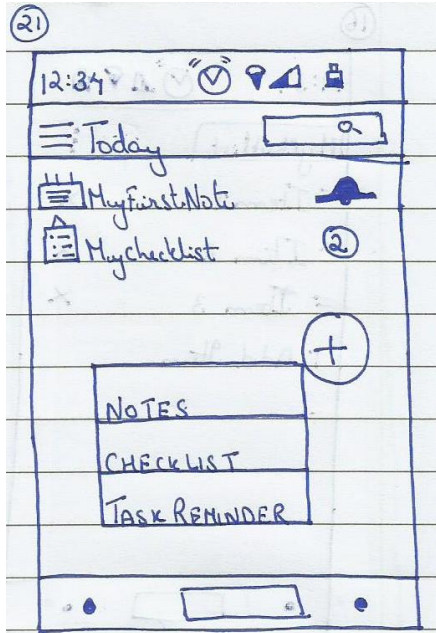 21
12:34
Today
MyFirstNote
MyChecklist 2
+
NOTES
CHECKLIST
TASK REMINDER